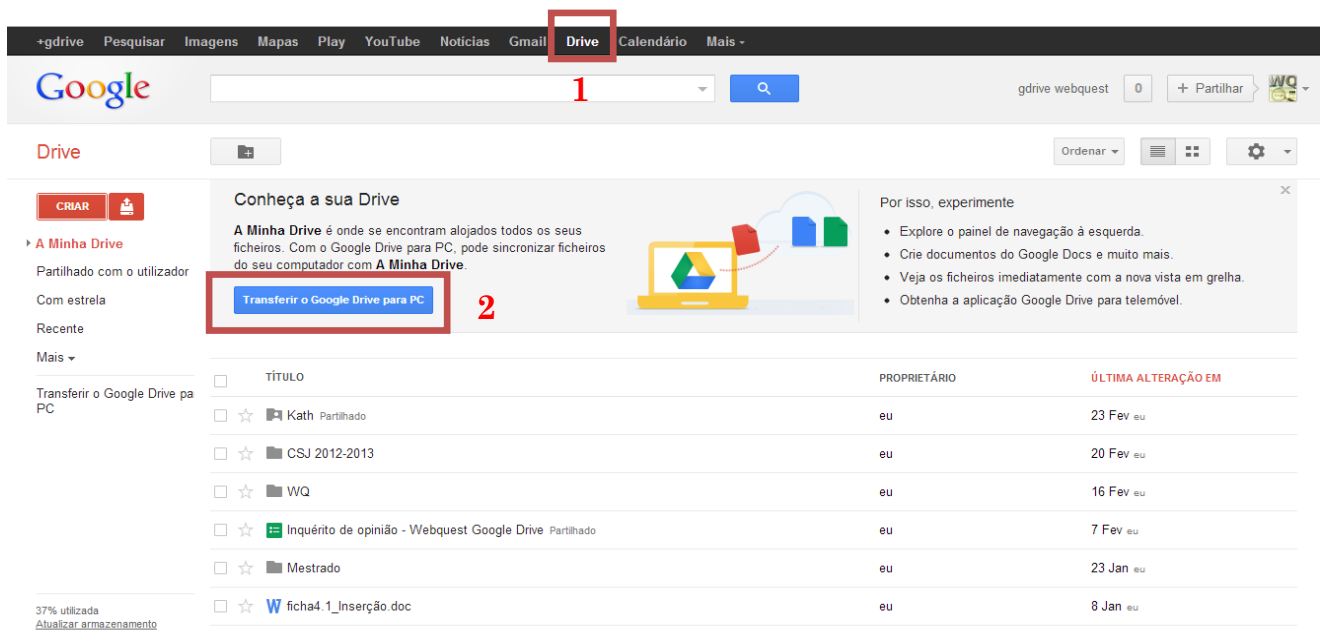 +gdrive Pesquisar Imagens Mapas Play YouTube Notícias Gmail Drive Calendário Mais
1
Google
gdrive webquest 0 + Partilhar
WQ
Drive
Ordenar
CRIAR
A Minha Drive
Partilhado com o utilizador
Com estrela
Recente
Mais
Transferir o Google Drive pa
PC
37% utilizada
Atualizar armazenamento
Conheça a sua Drive
A Minha Drive é onde se encontram alojados todos os seus
ficheiros. Com o Google Drive para PC, pode sincronizar ficheiros
do seu computador com A Minha Drive.
Transferir o Google Drive para PC
2
Por isso, experimente
• Explore o painel de navegação à esquerda.
• Crie documentos do Google Docs e muito mais.
• Veja os ficheiros imediatamente com a nova vista em grelha.
• Obtenha a aplicação Google Drive para telemóvel.
TÍTULO PROPRIETÁRIO ÚLTIMA ALTERAÇÃO EM
Kath Partilhado eu 23 Fev eu
CSJ 2012-2013 eu 20 Fev eu
WQ eu 16 Fev eu
Inquérito de opinião - Webquest Google Drive Partilhado eu 7 Fev eu
Mestrado eu 23 Jan eu
W ficha4.1_Inserção.doc eu 8 Jan eu